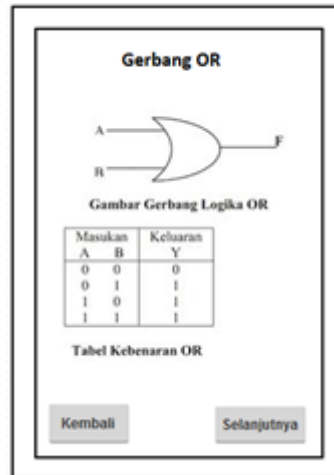 Gerbang OR
A
F
B
Gambar Gerbang Logika OR
Masukan Keluaran
A B Y
0 0 0
0 1 1
1 0 1
1 1 1
Tabel Kebenaran OR
Kembali Selanjutnya